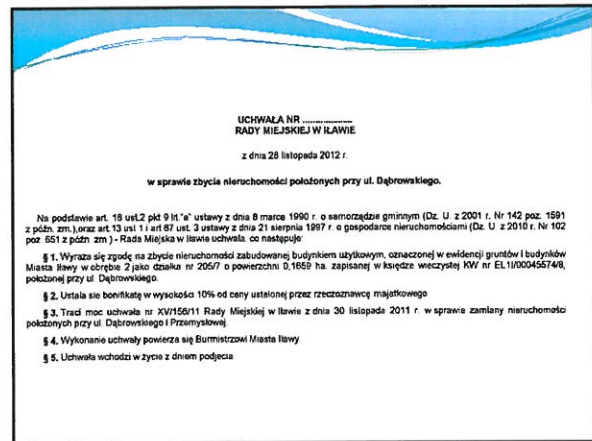 UCHWAŁA NR ....................
RADY MIEJSKIEJ W IŁAWIE
z dnia 28 listopada 2012 r.
w sprawie zbycia nieruchomości położonych przy ul. Dąbrowskiego.
Na podstawie art. 18 ust.2 pkt 9 lit."a" ustawy z dnia 8 marca 1990 r. o samorządzie gminnym (Dz. U. z 2001 r. Nr 142 poz. 1591
z późn. zm.),oraz art 13 ust 1 i art 67 ust. 3 ustawy z dnia 21 sierpnia 1997 r. o gospodarce nieruchomościami (Dz. U z 2010 r. Nr 102
poz. 651 z późn. zm ) - Rada Miejska w Iławie uchwala, co następuje:
§ 1. Wyraża się zgodę na zbycie nieruchomości zabudowanej budynkiem użytkowym, oznaczonej w ewidencji gruntów i budynków
Miasta Iławy w obrębie 2 jako działka nr 205/7 o powierzchni 0,1659 ha, zapisanej w księdze wieczystej KW nr EL1I/00045574/8,
położonej przy ul. Dąbrowskiego.
§ 2. Ustala sie bonifikatę w wysokości 10% od ceny ustalonej przez rzeczoznawcę majatkowego
§ 3. Traci moc uchwała nr XV/156/11 Rady Miejskiej w Iławie z dnia 30 listopada 2011 r. w sprawie zamiany nieruchomości
położonych przy ul. Dąbrowskiego i Przemysłowej.
§ 4. Wykonanie uchwały powierza się Burmistrzowi Miasta Iławy
§ 5. Uchwała wchodzi w życie z dniem podjęcia